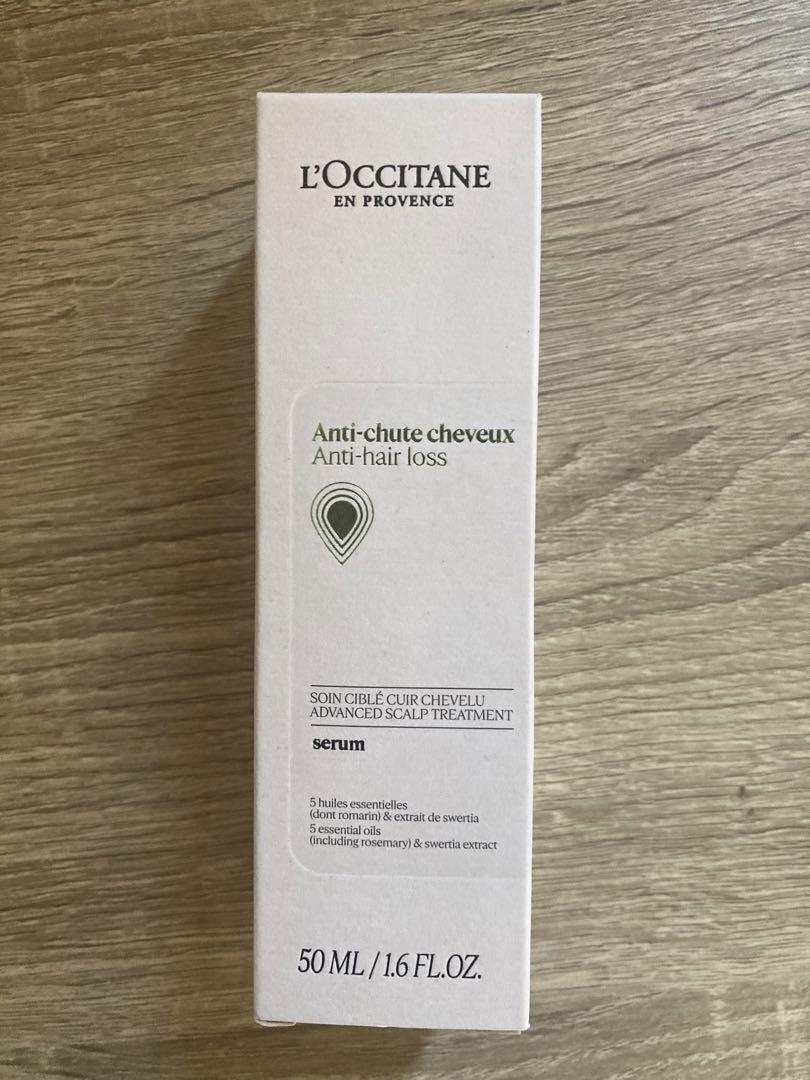 L'OCCITANE
EN PROVENCE
Anti-chute cheveux
Anti-hair loss
SOIN CIBLÉ CUIR CHEVELU
ADVANCED SCALP TREATMENT
serum
5 huiles essentielles
(dont romarin) & extrait de swertia
5 essential oils
(including rosemary) & swertia extract
50 ML / 1.6 FL.OZ.